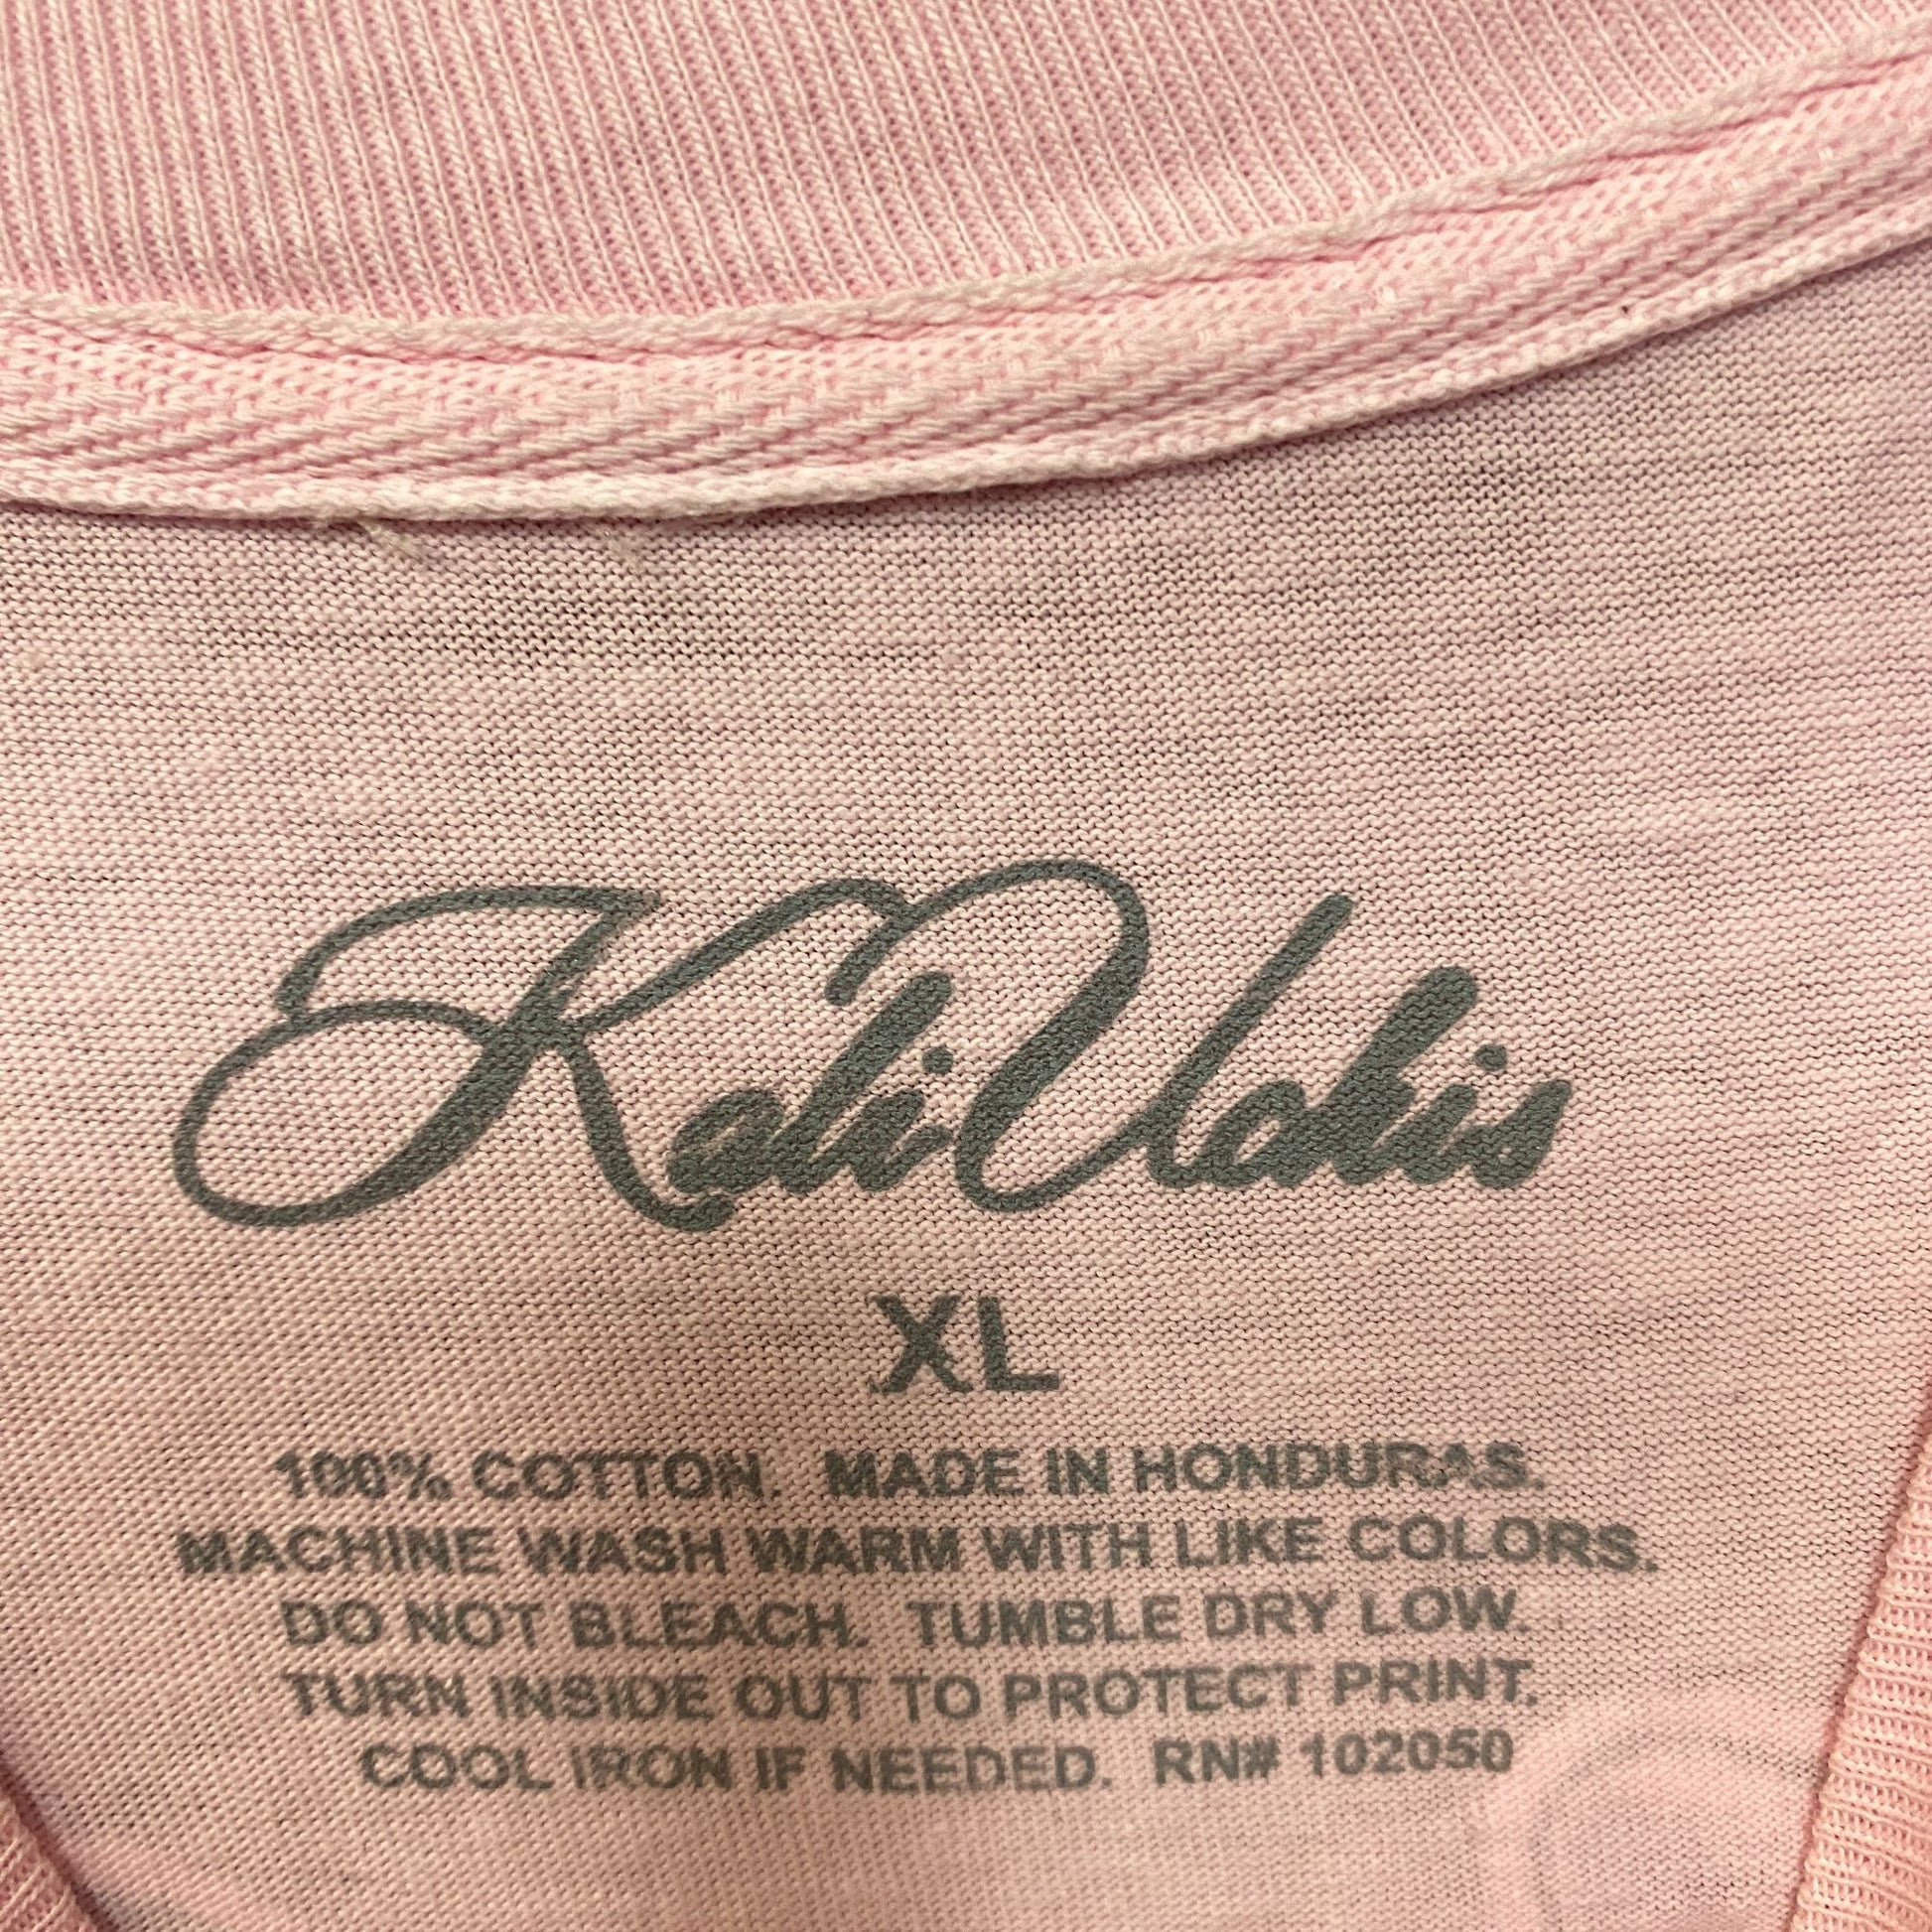 Kali Uchis
XL
100% COTTON. MADE IN HONDURAS.
MACHINE WASH WARM WITH LIKE COLORS.
DO NOT BLEACH. TUMBLE DRY LOW.
TURN INSIDE OUT TO PROTECT PRINT.
COOL IRON IF NEEDED. RN# 102050